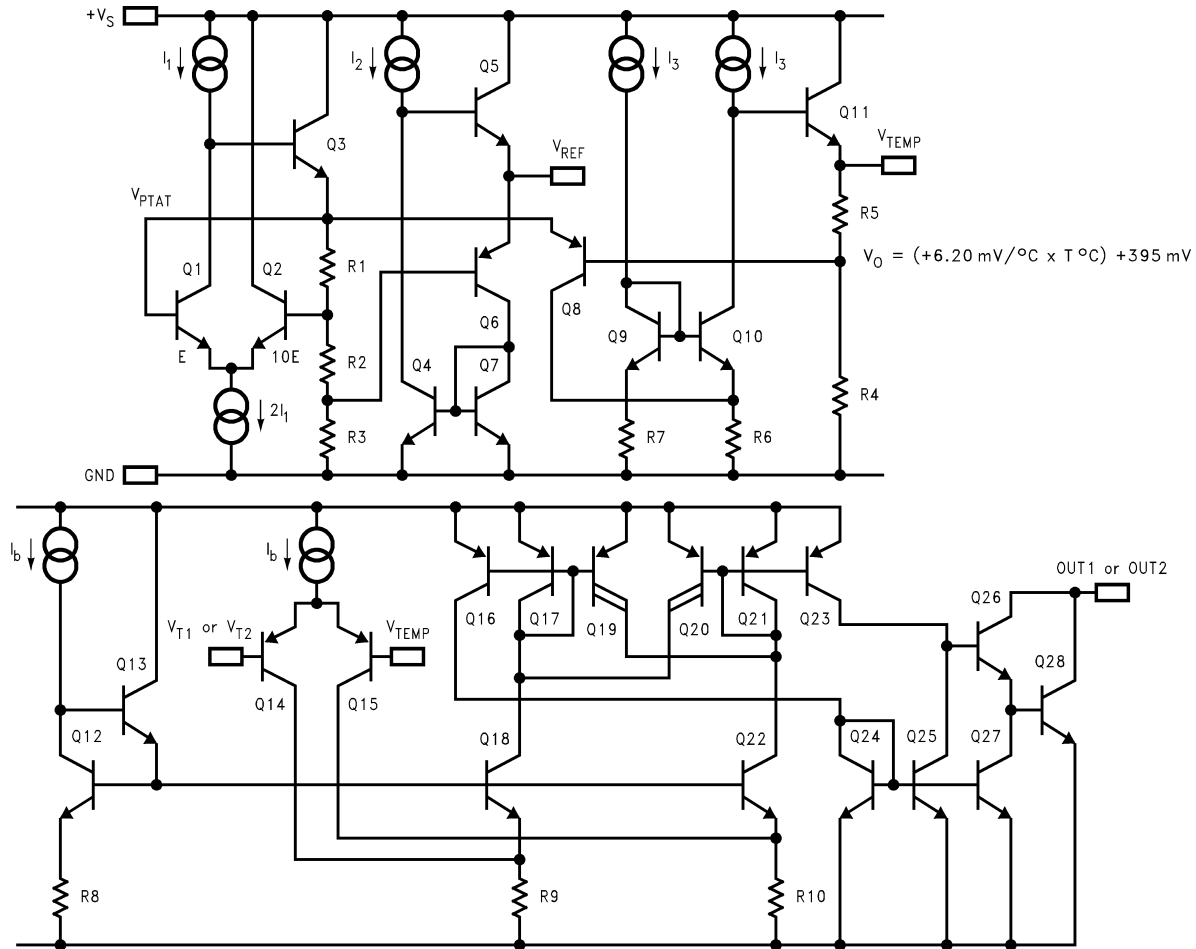 +VS
I1
I2
Q5
I3
I3
Q11
Q3
VREF
VTEMP
VPTAT
R5
Q1
Q2
R1
VO = (+6.20 mV/°C x T °C) +395 mV
Q6
Q8
Q9
Q10
E
10E
R2
Q4
Q7
2I1
R4
R3
R7
R6
GND
Ib
Ib
OUT1 or OUT2
Q26
Q16
Q17
Q19
Q20
Q21
Q23
VT1 or VT2
VTEMP
Q28
Q13
Q14
Q15
Q12
Q18
Q22
Q24
Q25
Q27
R8
R9
R10